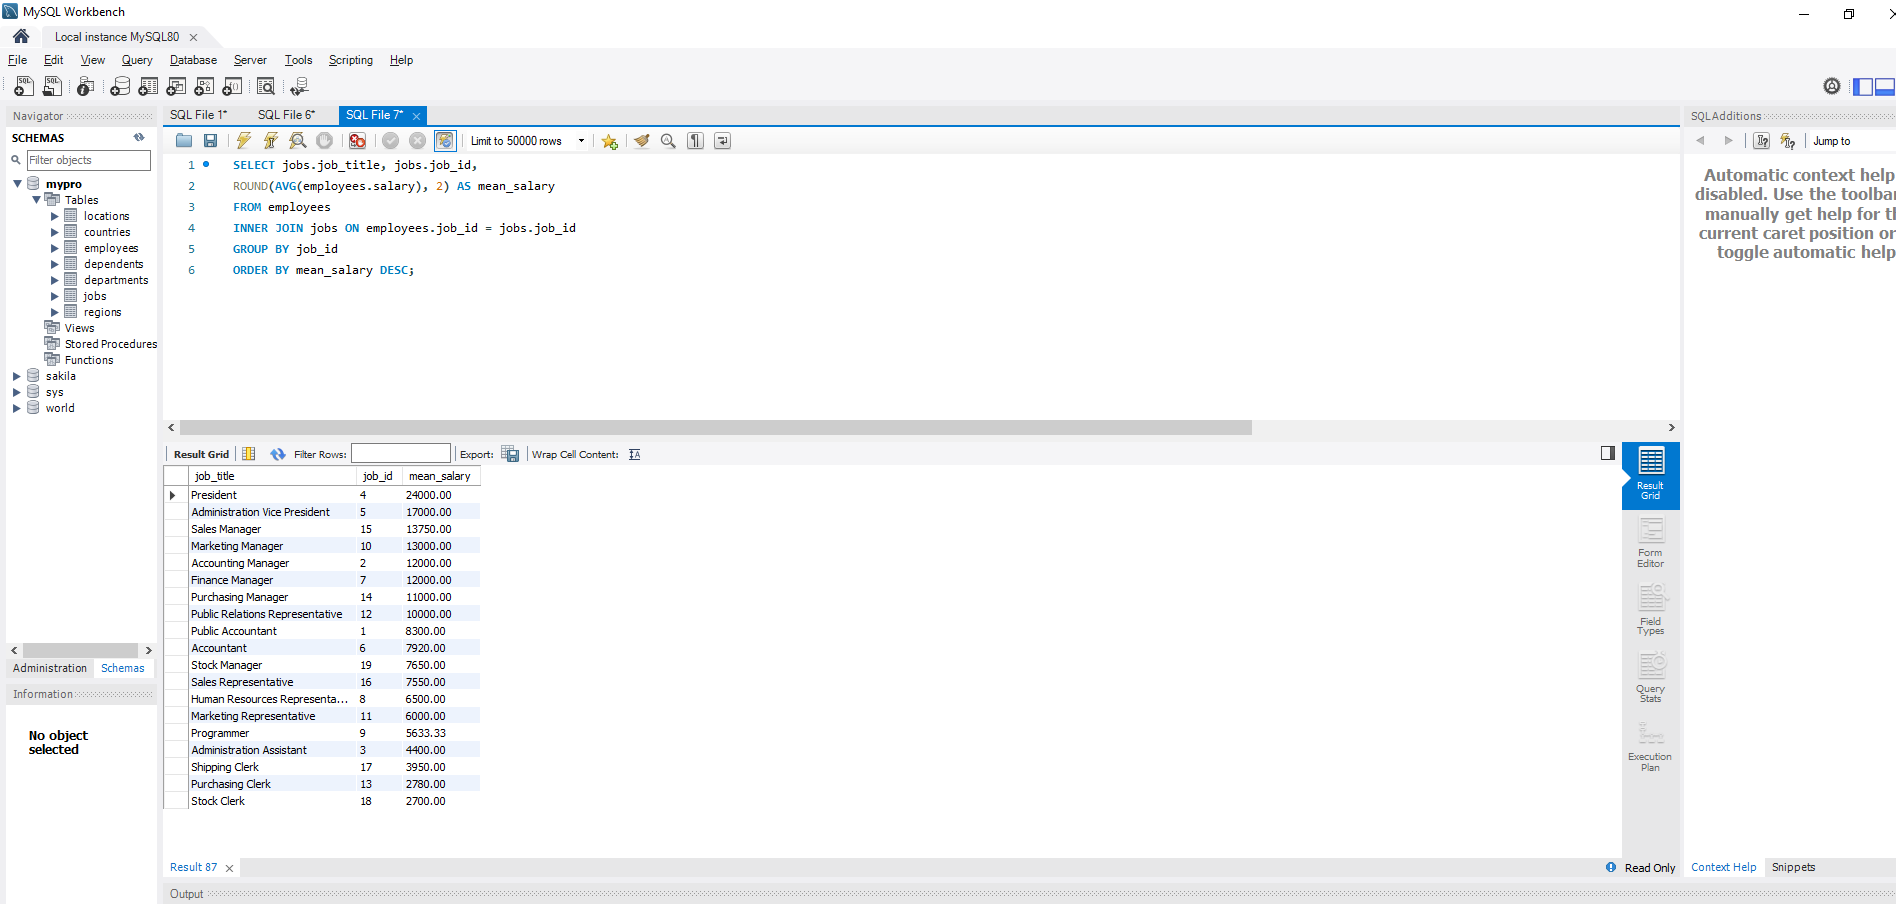 MySQL Workbench
Local instance MySQL80
File Edit View Query Database Server Tools Scripting Help
Navigator
SCHEMAS
Filter objects
mypro
Tables
locations
countries
employees
dependents
departments
jobs
regions
Views
Stored Procedures
Functions
sakila
sys
world
Administration Schemas
Information
No object
selected
SQL File 1* SQL File 6* SQL File 7*
Limit to 50000 rows
1 SELECT jobs.job_title, jobs.job_id,
2 ROUND(AVG(employees.salary), 2) AS mean_salary
3 FROM employees
4 INNER JOIN jobs ON employees.job_id = jobs.job_id
5 GROUP BY job_id
6 ORDER BY mean_salary DESC;
Result Grid Filter Rows: Export: Wrap Cell Content:
job_title job_id mean_salary
President 4 24000.00
Administration Vice President 5 17000.00
Sales Manager 15 13750.00
Marketing Manager 10 13000.00
Accounting Manager 2 12000.00
Finance Manager 7 12000.00
Purchasing Manager 14 11000.00
Public Relations Representative 12 10000.00
Public Accountant 1 8300.00
Accountant 6 7920.00
Stock Manager 19 7650.00
Sales Representative 16 7550.00
Human Resources Representa... 8 6500.00
Marketing Representative 11 6000.00
Programmer 9 5633.33
Administration Assistant 3 4400.00
Shipping Clerk 17 3950.00
Purchasing Clerk 13 2780.00
Stock Clerk 18 2700.00
Result 87
Read Only
Output
Result
Grid
Form
Editor
Field
Types
Query
Stats
Execution
Plan
SQLAdditions
Jump to
Automatic context help
disabled. Use the toolbar
manually get help for th
current caret position or
toggle automatic help
Context Help Snippets